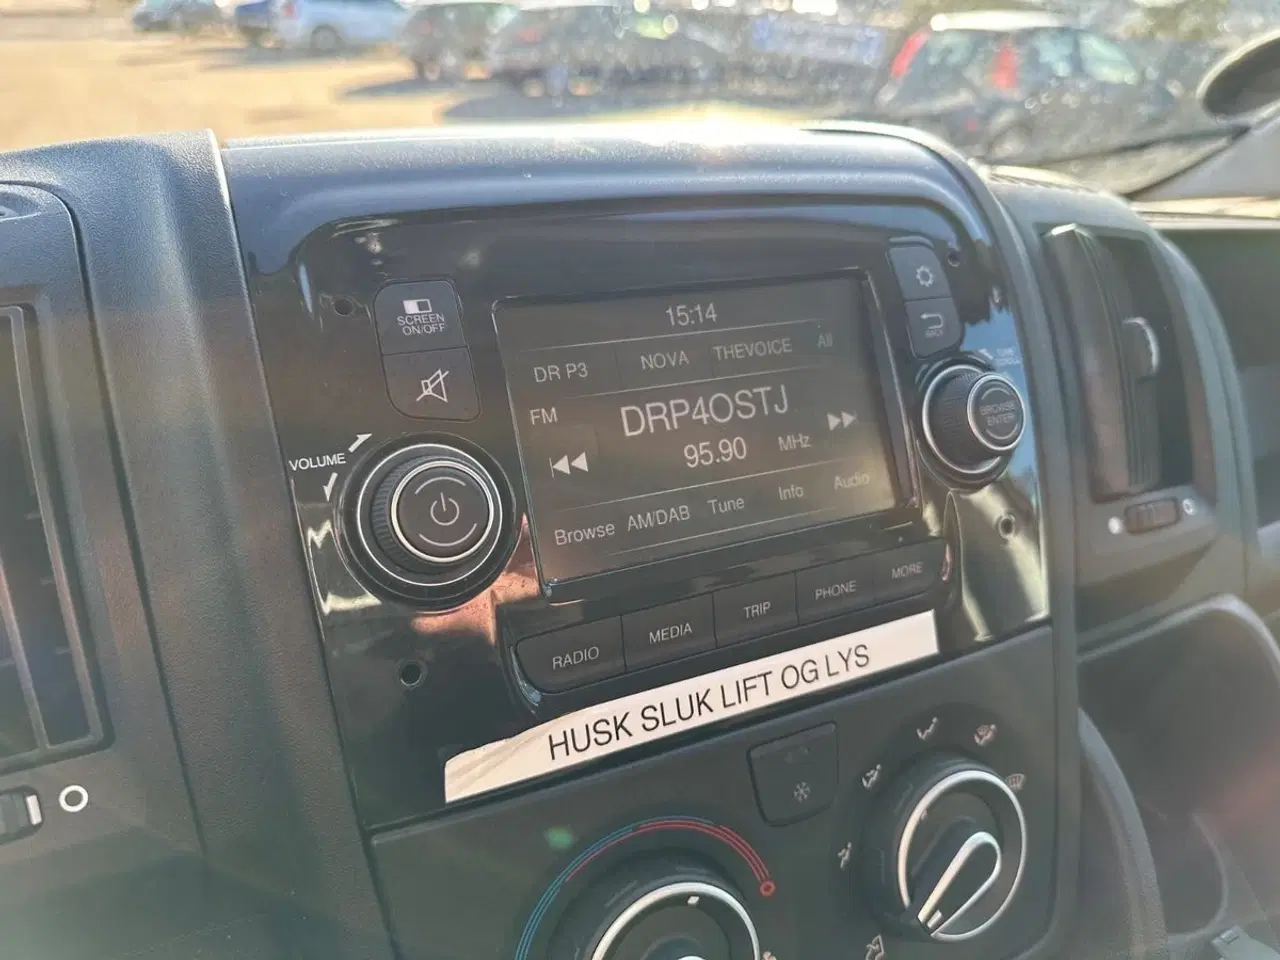 SCREEN
ON/OFF
VOLUME
15:14
DR P3 NOVA THEVOICE All
FM
DRP4OSTJ
95.90 MHz
Browse AM/DAB Tune Info Audio
BACK
BROWSE
ENTER
RADIO MEDIA TRIP PHONE MORE
HUSK SLUK LIFT OG LYS